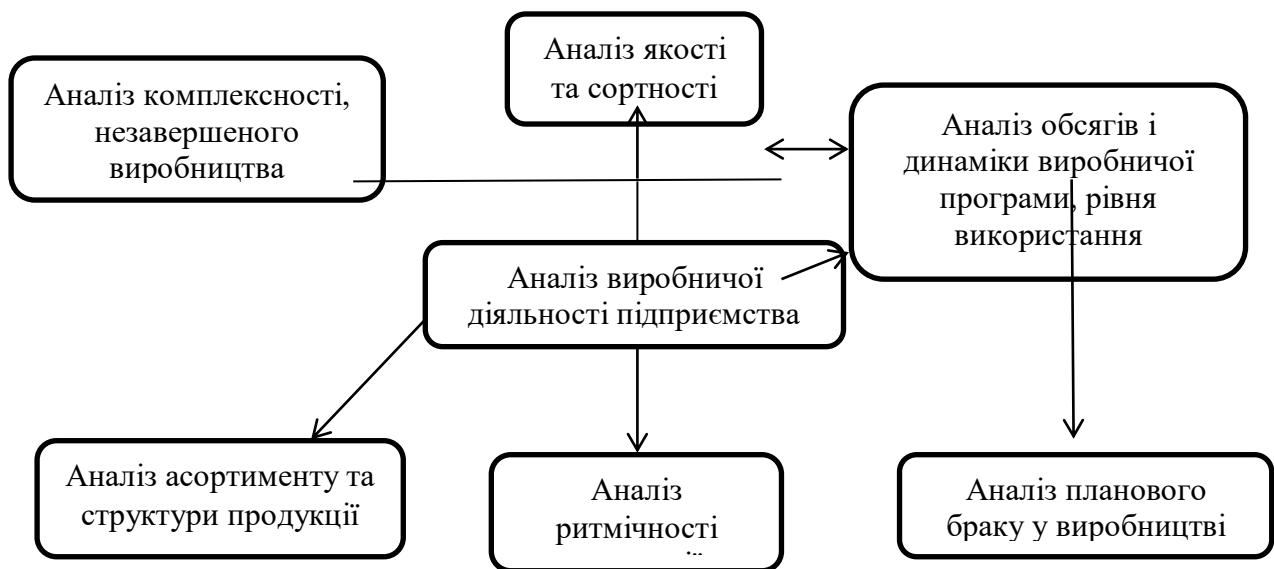 Аналіз якості
та сортності
Аналіз комплексності,
незавершеного
виробництва
Аналіз обсягів і
динаміки виробничої
програми, рівня
використання
Аналіз виробничої
діяльності підприємства
Аналіз асортименту та
структури продукції
Аналіз
ритмічності
Аналіз планового
браку у виробництві